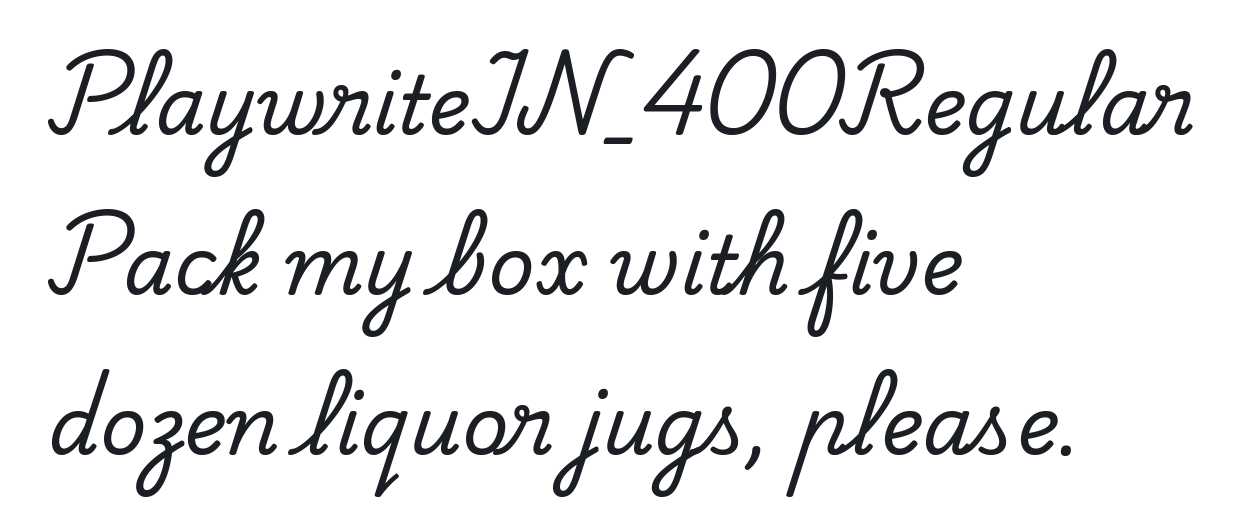 PlaywriteIN_400Regular
Pack my box with five
dozen liquor jugs, please.